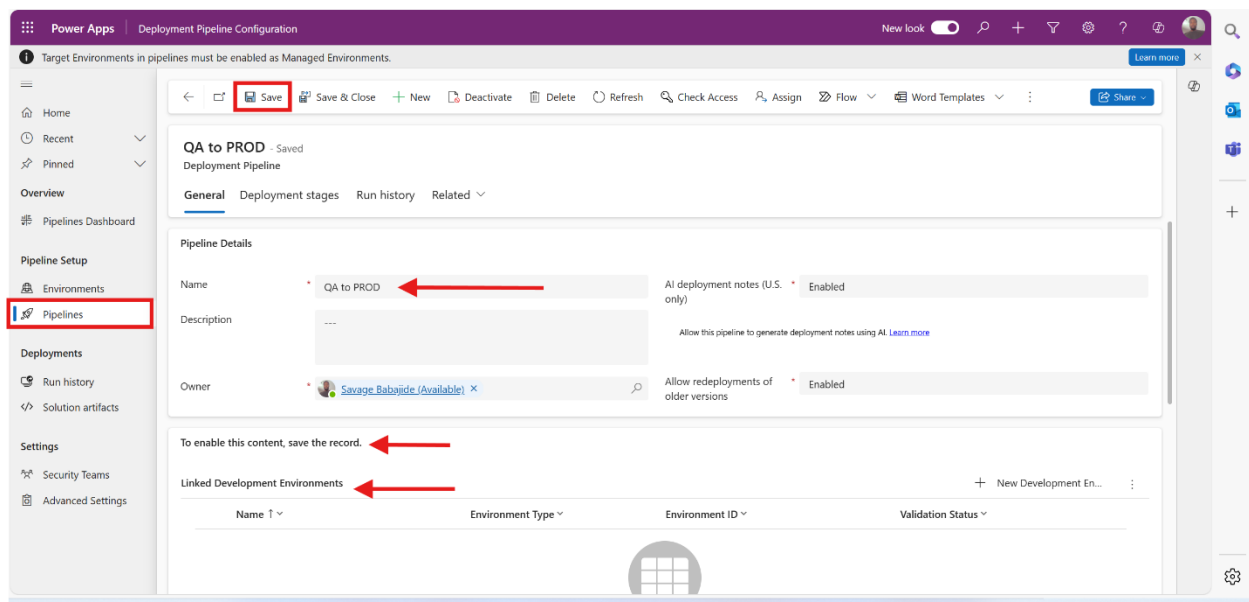 Power Apps Deployment Pipeline Configuration New look
Target Environments in pipelines must be enabled as Managed Environments. Learn more
Save Save & Close New Deactivate Delete Refresh Check Access Assign Flow Word Templates Share
Home
Recent
Pinned
Overview
Pipelines Dashboard
Pipeline Setup
Environments
Pipelines
Deployments
Run history
Solution artifacts
Settings
Security Teams
Advanced Settings
QA to PROD - Saved
Deployment Pipeline
General Deployment stages Run history Related
Pipeline Details
Name * QA to PROD
Description ---
Owner * Savage Babajide (Available)
AI deployment notes (U.S. * Enabled
only)
Allow this pipeline to generate deployment notes using AI. Learn more
Allow redeployments of * Enabled
older versions
To enable this content, save the record.
Linked Development Environments New Development En...
Name Environment Type Environment ID Validation Status